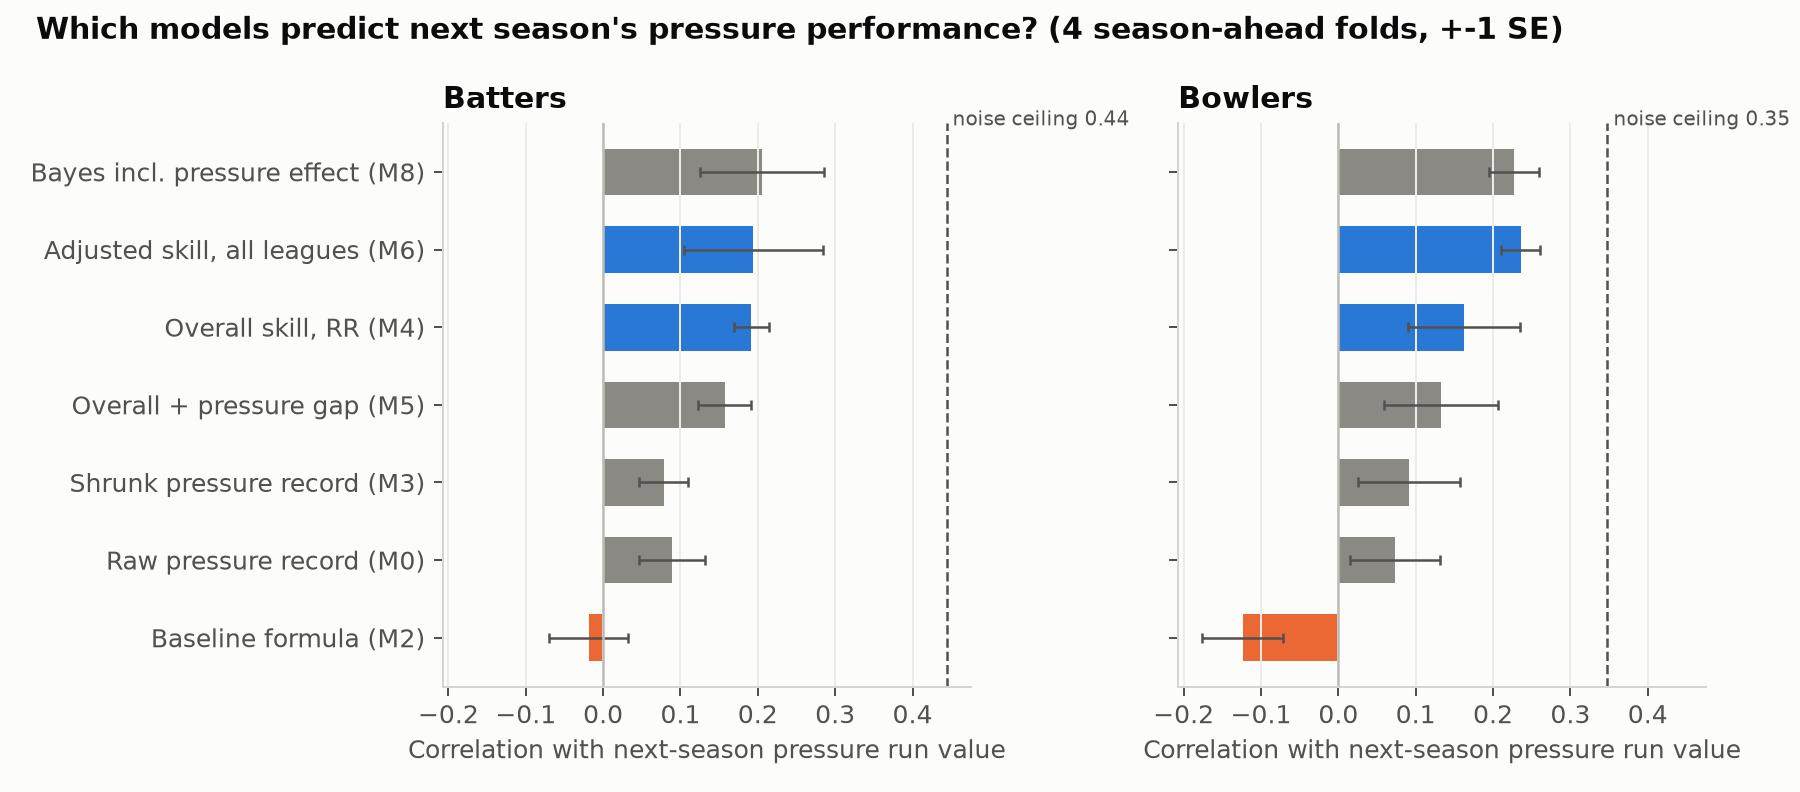 Which models predict next season's pressure performance? (4 season-ahead folds, +-1 SE)
Batters
noise ceiling 0.44
Bayes incl. pressure effect (M8)
Adjusted skill, all leagues (M6)
Overall skill, RR (M4)
Overall + pressure gap (M5)
Shrunk pressure record (M3)
Raw pressure record (M0)
Baseline formula (M2)
−0.2 −0.1 0.0 0.1 0.2 0.3 0.4
Correlation with next-season pressure run value
Bowlers
noise ceiling 0.35
−0.2 −0.1 0.0 0.1 0.2 0.3 0.4
Correlation with next-season pressure run value